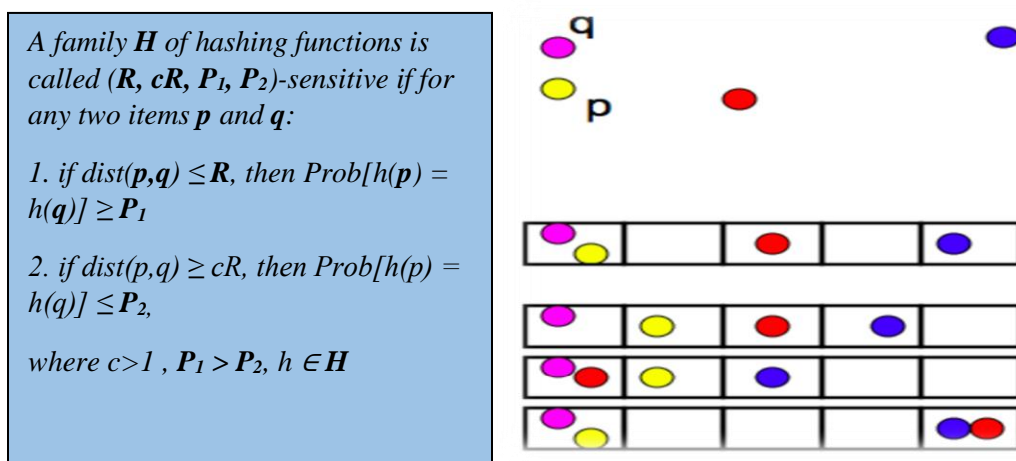 A family H of hashing functions is
called (R, cR, P₁, P₂)-sensitive if for
any two items p and q:
1. if dist(p,q) ≤ R, then Prob[h(p) =
h(q)] ≥ P₁
2. if dist(p,q) ≥ cR, then Prob[h(p) =
h(q)] ≤ P₂,
where c>1 , P₁ > P₂, h ∈ H
q
p